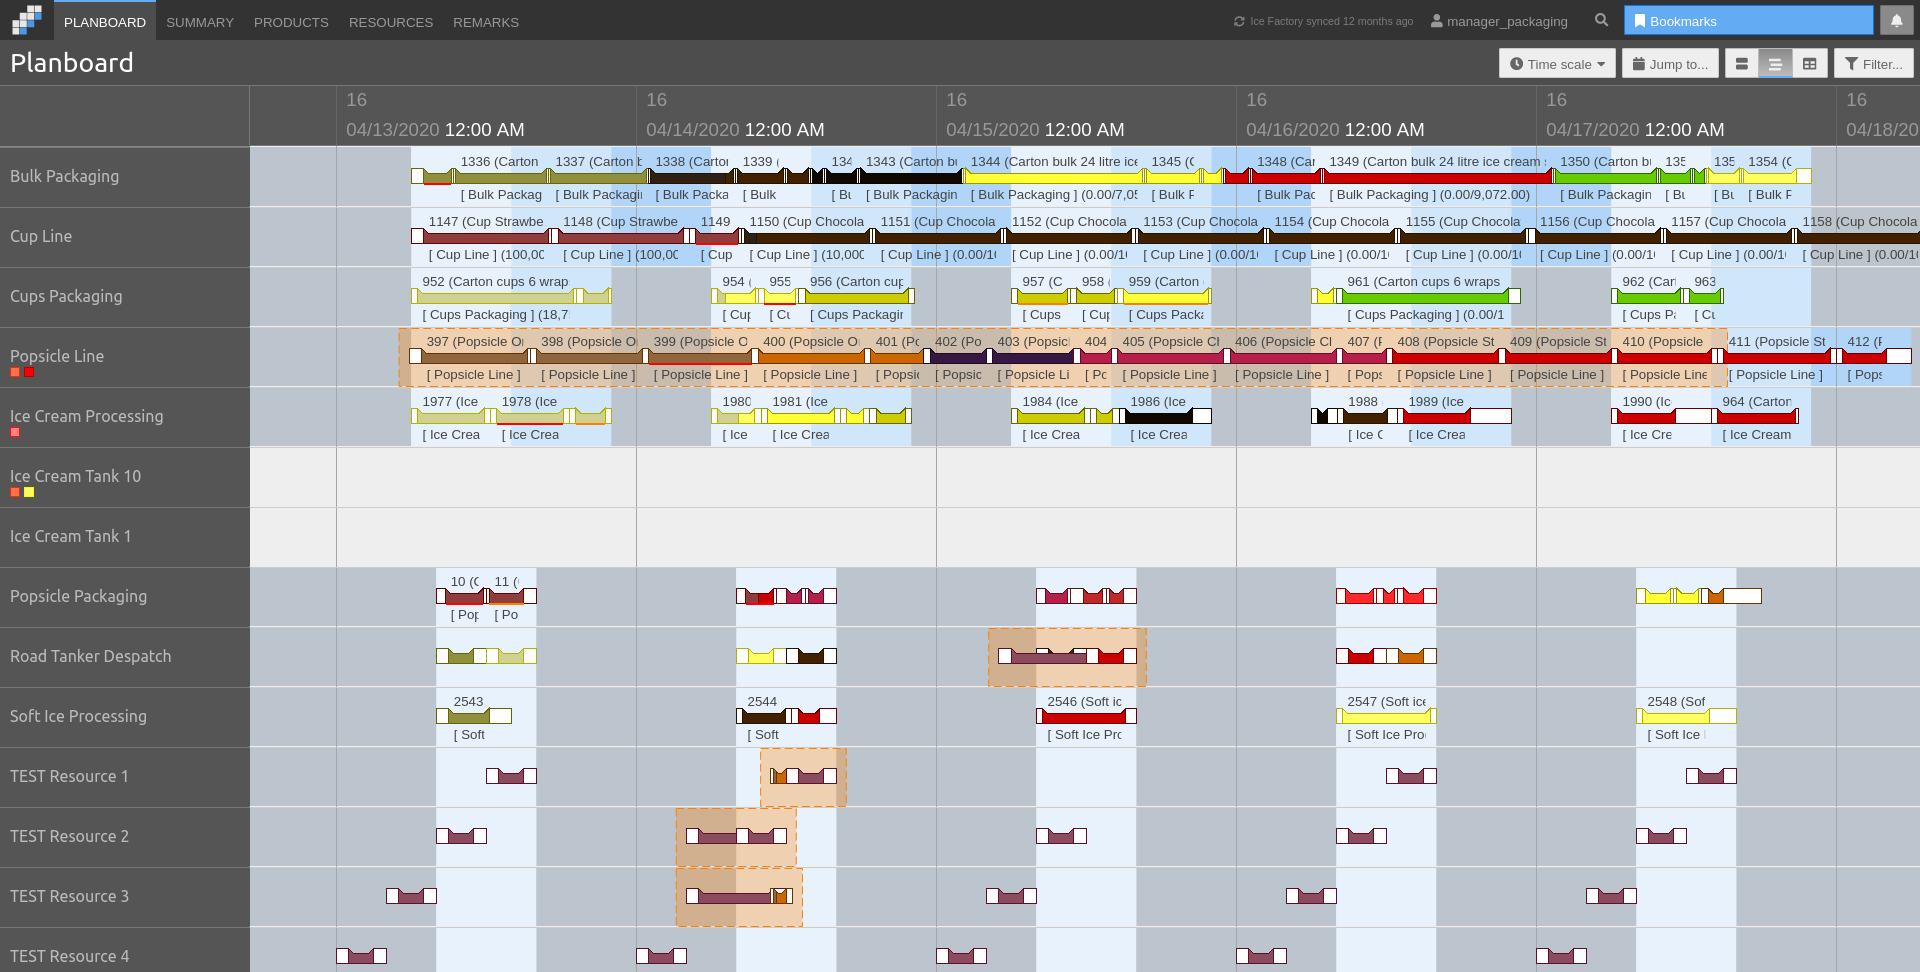 PLANBOARD SUMMARY PRODUCTS RESOURCES REMARKS Ice Factory synced 12 months ago manager_packaging Bookmarks
Planboard Time scale Jump to... Filter...
16 16 16 16 16 16
04/13/2020 12:00 AM 04/14/2020 12:00 AM 04/15/2020 12:00 AM 04/16/2020 12:00 AM 04/17/2020 12:00 AM 04/18/20
1336 (Carton 1337 (Carton 1338 (Carton 1339 ( 134 1343 (Carton 1344 (Carton bulk 24 litre ice 1345 (C 1348 (Car 1349 (Carton bulk 24 litre ice cream 1350 (Carton 135 135 1354 (C
Bulk Packaging
[ Bulk Packag [ Bulk Packagi [ Bulk Packa [ Bulk [ Bu [ Bulk Packagin [ Bulk Packaging ] (0.00/7,05 [ Bulk P [ Bulk Pac [ Bulk Packaging ] (0.00/9,072.00) [ Bulk Packagin [ Bu [ Bu [ Bulk P
1147 (Cup Strawbe 1148 (Cup Strawbe 1149 1150 (Cup Chocola 1151 (Cup Chocola 1152 (Cup Chocola 1153 (Cup Chocola 1154 (Cup Chocola 1155 (Cup Chocola 1156 (Cup Chocola 1157 (Cup Chocola 1158 (Cup Chocola
Cup Line
[ Cup Line ] (100,00 [ Cup Line ] (100,00 [ Cup [ Cup Line ] (10,000 [ Cup Line ] (0.00/10 [ Cup Line ] (0.00/10 [ Cup Line ] (0.00/10 [ Cup Line ] (0.00/10 [ Cup Line ] (0.00/10 [ Cup Line ] (0.00/10 [ Cup Line ] (0.00/10 [ Cup Line ] (0.00/10
952 (Carton cups 6 wrap 954 ( 955 956 (Carton cup 957 (C 958 ( 959 (Carton 961 (Carton cups 6 wraps 962 (Car 963
Cups Packaging
[ Cups Packaging ] (18,7 [ Cup [ Cu [ Cups Packagin [ Cups [ Cup [ Cups Packa [ Cups Packaging ] (0.00/1 [ Cups Pa [ Cu
397 (Popsicle O 398 (Popsicle O 399 (Popsicle O 400 (Popsicle O 401 (Po 402 (Po 403 (Popsicl 404 405 (Popsicle Ch 406 (Popsicle Ch 407 (P 408 (Popsicle St 409 (Popsicle St 410 (Popsicle 411 (Popsicle St 412 (P
Popsicle Line
[ Popsicle Line ] [ Popsicle Line ] [ Popsicle Line ] [ Popsicle Line ] [ Popsic [ Popsic [ Popsicle Li [ Po [ Popsicle Line ] [ Popsicle Line ] [ Pops [ Popsicle Line ] [ Popsicle Line ] [ Popsicle Line [ Popsicle Line ] [ Pops
1977 (Ice 1978 (Ice 1980 1981 (Ice 1984 (Ice 1986 (Ice 1988 1989 (Ice 1990 (Ic 964 (Carton
Ice Cream Processing
[ Ice Crea [ Ice Crea [ Ice [ Ice Crea [ Ice Crea [ Ice Crea [ Ice C [ Ice Crea [ Ice Cre [ Ice Cream
Ice Cream Tank 10
Ice Cream Tank 1
10 (C 11 (
Popsicle Packaging
[ Pop [ Po
Road Tanker Despatch
2543 2544 2546 (Soft ic 2547 (Soft ice 2548 (Sof
Soft Ice Processing
[ Soft [ Soft [ Soft Ice Pro [ Soft Ice Pro [ Soft Ice
TEST Resource 1
TEST Resource 2
TEST Resource 3
TEST Resource 4